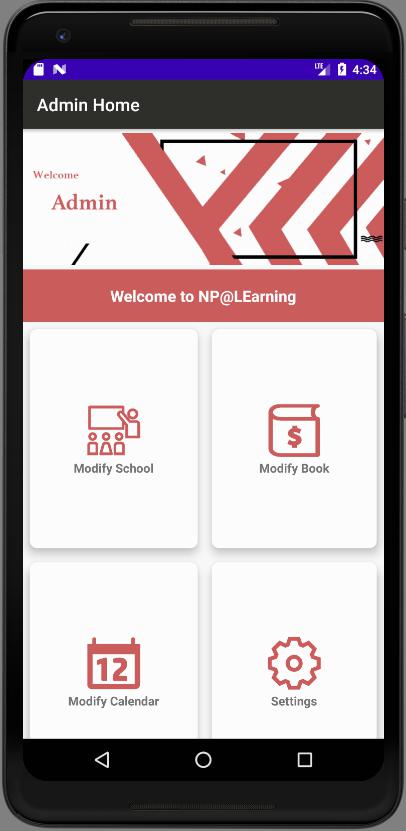 LTE 4:34
Admin Home
Welcome
Admin
Welcome to NP@LEarning
Modify School
$
Modify Book
12
Modify Calendar
Settings